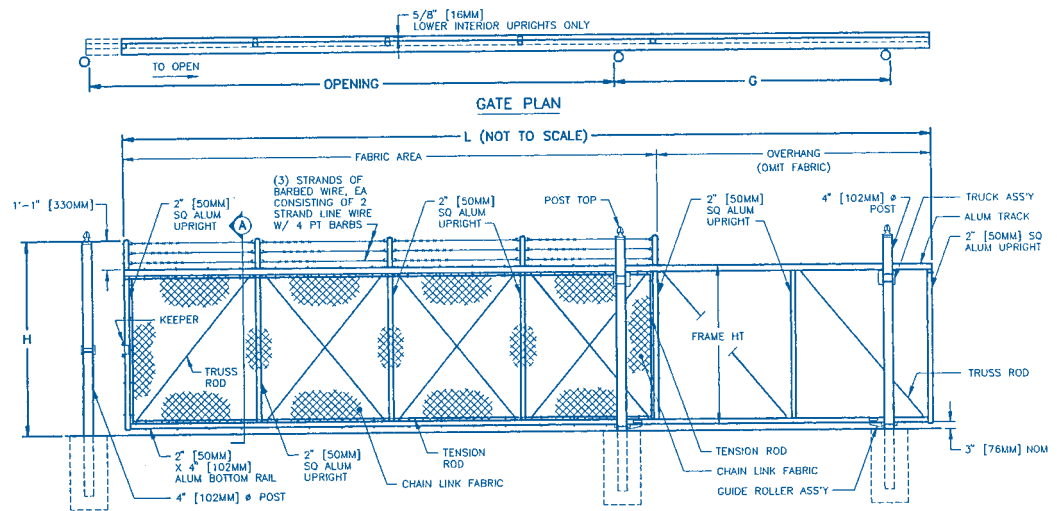 5/8" [16MM]
LOWER INTERIOR UPRIGHTS ONLY
TO OPEN
OPENING
G
GATE PLAN
L (NOT TO SCALE)
FABRIC AREA
OVERHANG
(OMIT FABRIC)
1'-1" [330MM]
2" [50MM]
SQ ALUM
UPRIGHT
A
(3) STRANDS OF
BARBED WIRE, EA
CONSISTING OF 2
STRAND LINE WIRE
W/ 4 PT BARBS
2" [50MM]
SQ ALUM
UPRIGHT
POST TOP
2" [50MM]
SQ ALUM
UPRIGHT
4" [102MM] ø
POST
TRUCK ASS'Y
ALUM TRACK
2" [50MM] SQ
ALUM UPRIGHT
H
KEEPER
TRUSS
ROD
FRAME HT
TRUSS ROD
2" [50MM]
X 4" [102MM]
ALUM BOTTOM RAIL
4" [102MM] ø POST
2" [50MM]
SQ ALUM
UPRIGHT
CHAIN LINK FABRIC
TENSION
ROD
TENSION ROD
CHAIN LINK FABRIC
GUIDE ROLLER ASS'Y
3" [76MM] NOM